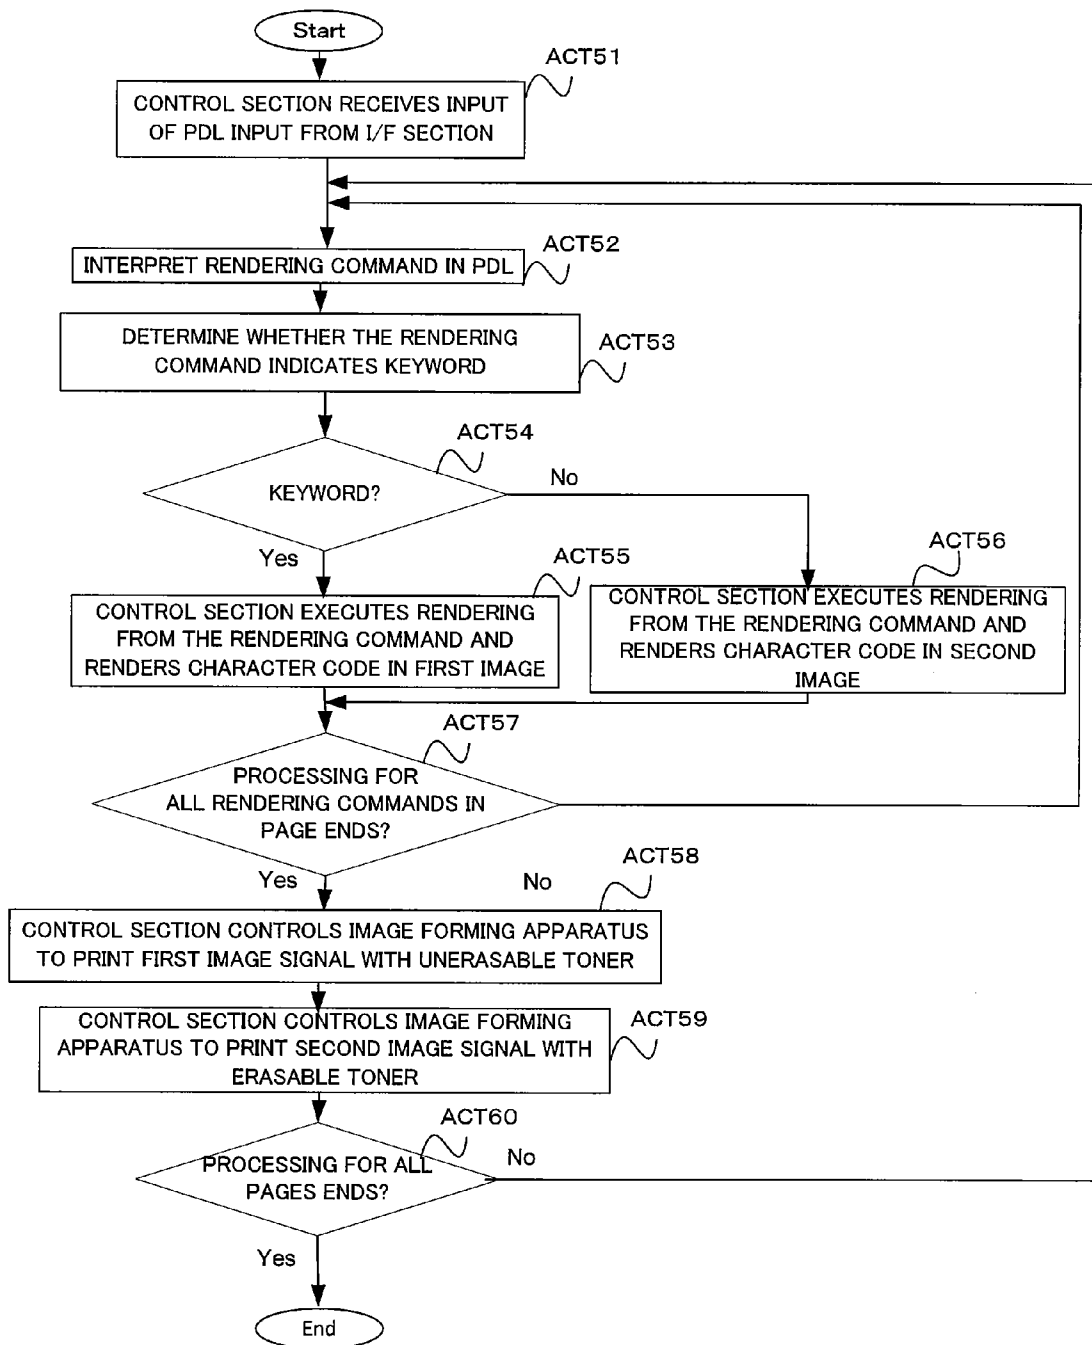 Start
ACT51
CONTROL SECTION RECEIVES INPUT
OF PDL INPUT FROM I/F SECTION
ACT52
INTERPRET RENDERING COMMAND IN PDL
ACT53
DETERMINE WHETHER THE RENDERING
COMMAND INDICATES KEYWORD
ACT54
KEYWORD?
No
Yes
ACT55
CONTROL SECTION EXECUTES RENDERING
FROM THE RENDERING COMMAND AND
RENDERS CHARACTER CODE IN FIRST IMAGE
ACT56
CONTROL SECTION EXECUTES RENDERING
FROM THE RENDERING COMMAND AND
RENDERS CHARACTER CODE IN SECOND
IMAGE
ACT57
PROCESSING FOR
ALL RENDERING COMMANDS IN
PAGE ENDS?
Yes
No
ACT58
CONTROL SECTION CONTROLS IMAGE FORMING APPARATUS
TO PRINT FIRST IMAGE SIGNAL WITH UNERASABLE TONER
ACT59
CONTROL SECTION CONTROLS IMAGE FORMING
APPARATUS TO PRINT SECOND IMAGE SIGNAL WITH
ERASABLE TONER
ACT60
PROCESSING FOR ALL
PAGES ENDS?
No
Yes
End